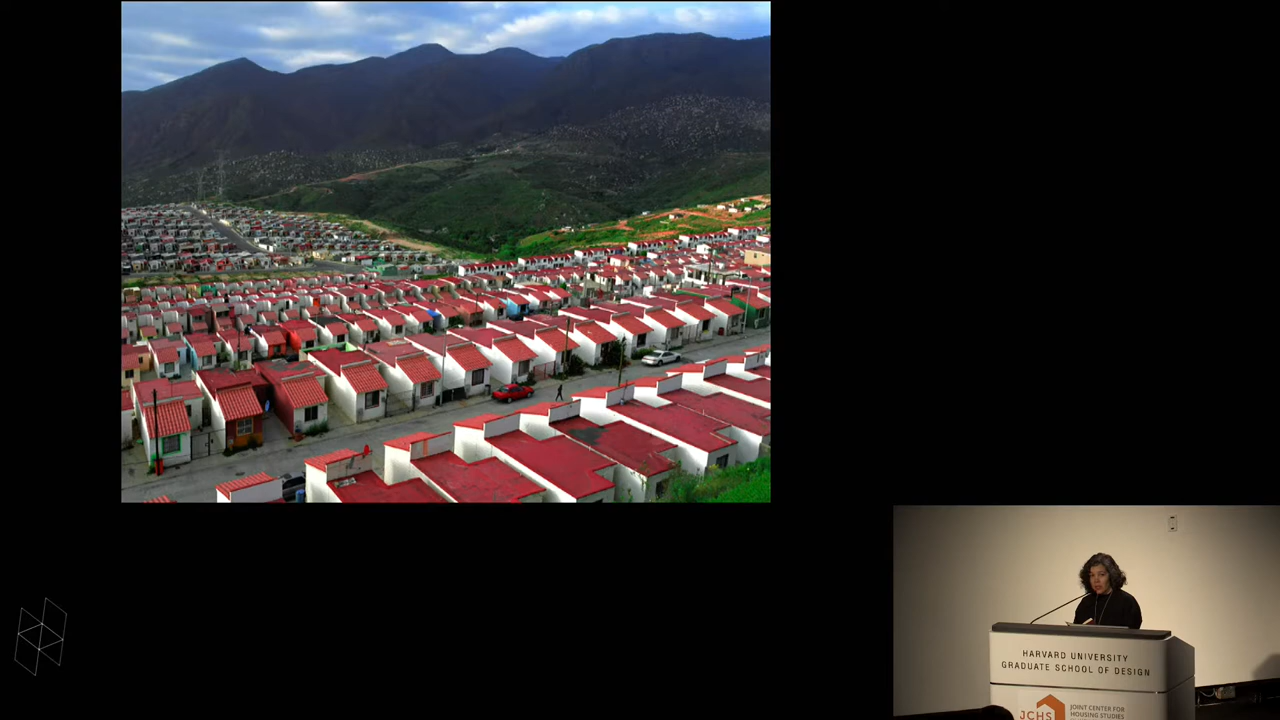 HARVARD UNIVERSITY
GRADUATE SCHOOL OF DESIGN
JCHS
JOINT CENTER FOR
HOUSING STUDIES